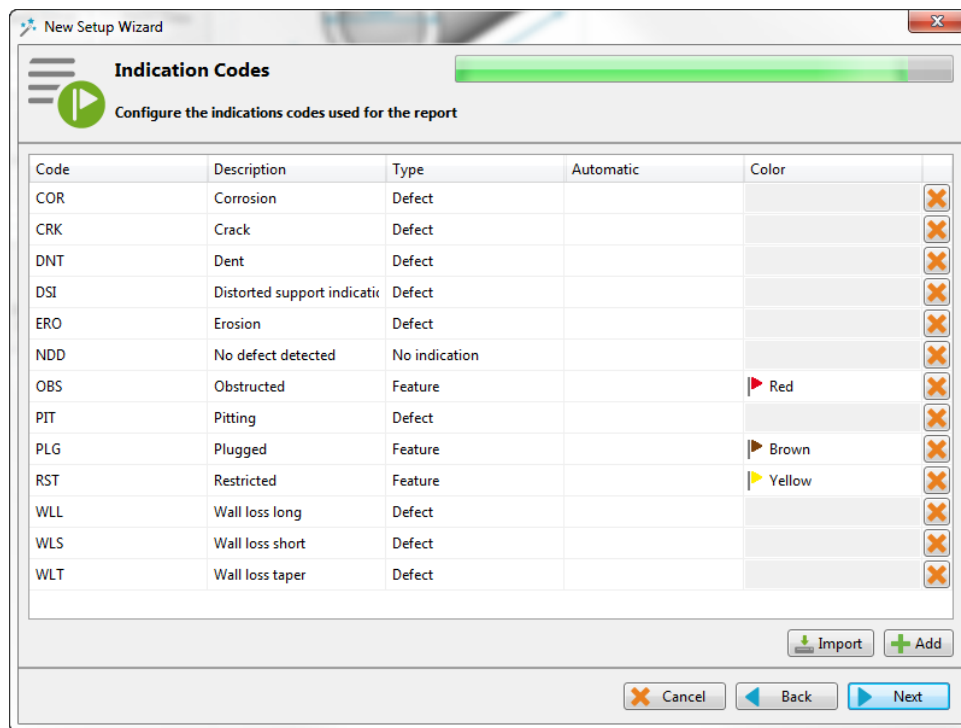 New Setup Wizard
Indication Codes
Configure the indications codes used for the report
Code Description Type Automatic Color
COR Corrosion Defect
CRK Crack Defect
DNT Dent Defect
DSI Distorted support indicatic Defect
ERO Erosion Defect
NDD No defect detected No indication
OBS Obstructed Feature Red
PIT Pitting Defect
PLG Plugged Feature Brown
RST Restricted Feature Yellow
WLL Wall loss long Defect
WLS Wall loss short Defect
WLT Wall loss taper Defect
Import Add
Cancel Back Next